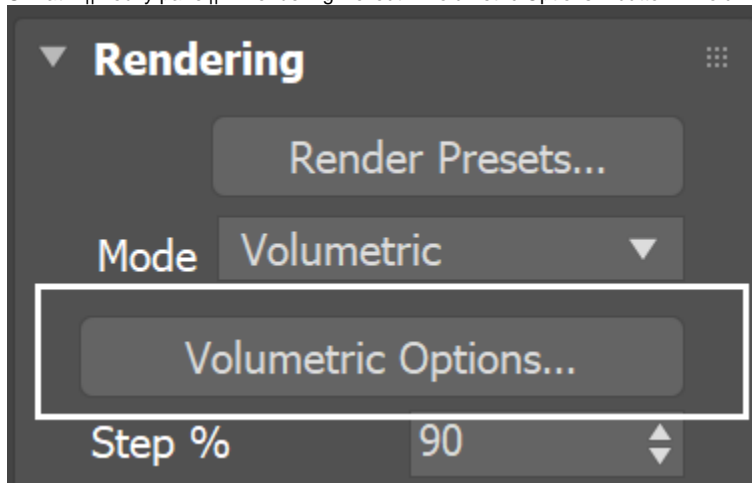 Rendering
Render Presets...
Mode Volumetric
Volumetric Options...
Step % 90